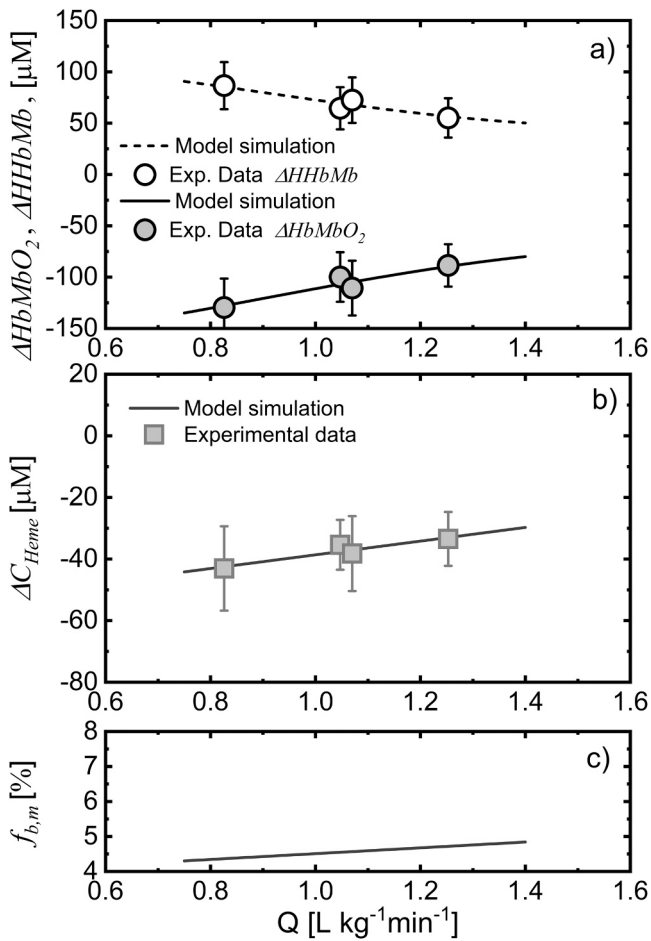 150
100
50
0
-50
-100
-150
ΔHbMbO2, ΔHHbMb, [μM]
a)
Model simulation
Exp. Data ΔHHbMb
Model simulation
Exp. Data ΔHbMbO2
0.6 0.8 1.0 1.2 1.4 1.6
20
0
-20
-40
-60
-80
ΔCHeme [μM]
b)
Model simulation
Experimental data
0.6 0.8 1.0 1.2 1.4 1.6
8
7
6
5
4
fb,m [%]
c)
0.6 0.8 1.0 1.2 1.4 1.6
Q [L kg-1min-1]